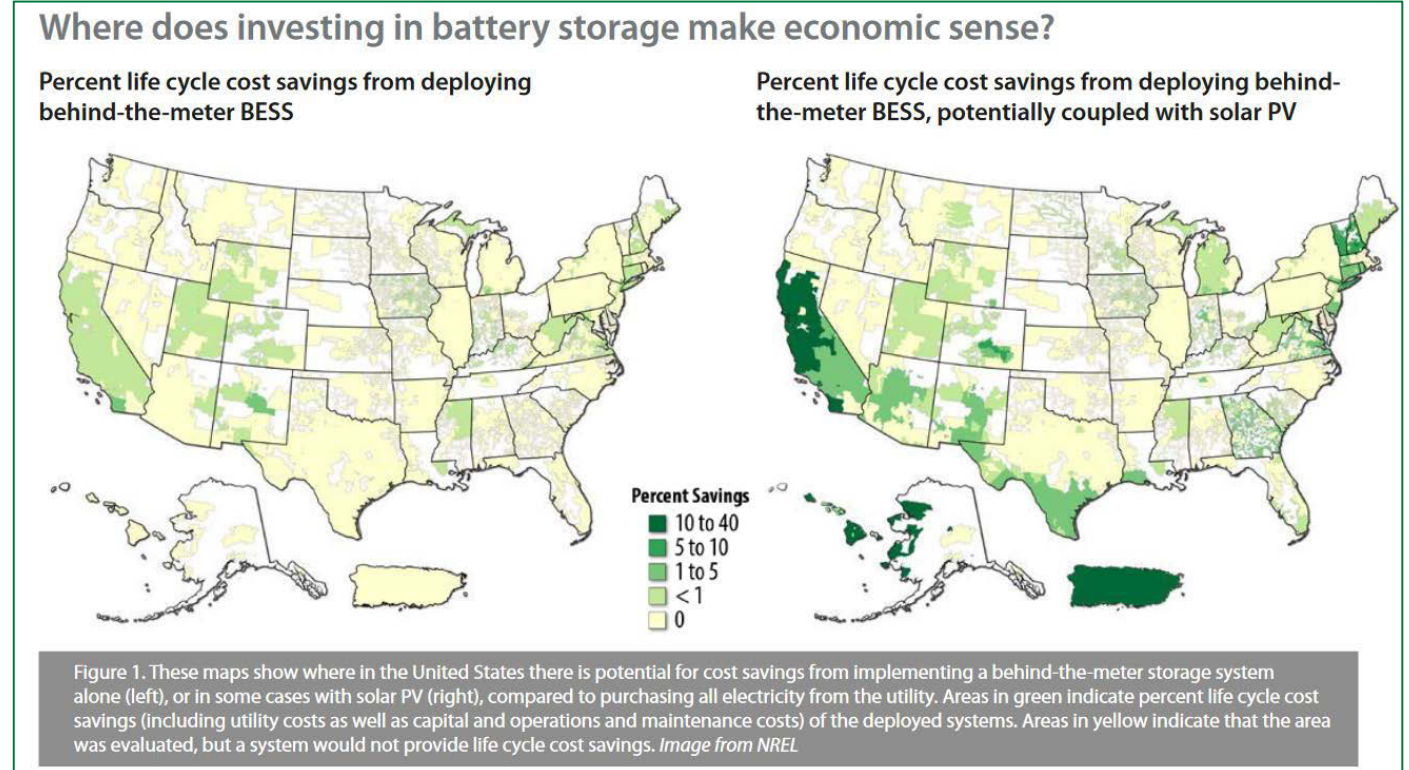 Where does investing in battery storage make economic sense?
Percent life cycle cost savings from deploying
behind-the-meter BESS
Percent life cycle cost savings from deploying behind-
the-meter BESS, potentially coupled with solar PV
Percent Savings
10 to 40
5 to 10
1 to 5
< 1
0
Figure 1. These maps show where in the United States there is potential for cost savings from implementing a behind-the-meter storage system
alone (left), or in some cases with solar PV (right), compared to purchasing all electricity from the utility. Areas in green indicate percent life cycle cost
savings (including utility costs as well as capital and operations and maintenance costs) of the deployed systems. Areas in yellow indicate that the area
was evaluated, but a system would not provide life cycle cost savings. Image from NREL